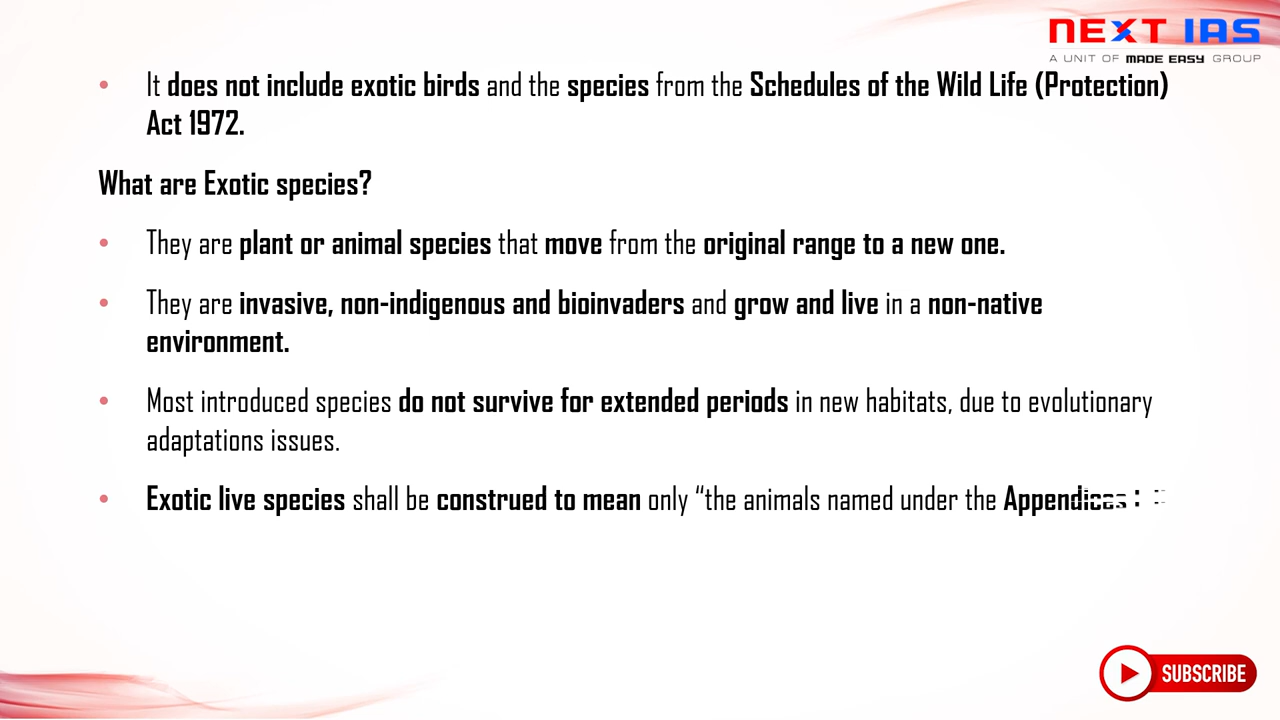 NEXT IAS
A UNIT OF MADE EASY GROUP
• It does not include exotic birds and the species from the Schedules of the Wild Life (Protection)
Act 1972.
What are Exotic species?
• They are plant or animal species that move from the original range to a new one.
• They are invasive, non-indigenous and bioinvaders and grow and live in a non-native
environment.
• Most introduced species do not survive for extended periods in new habitats, due to evolutionary
adaptations issues.
• Exotic live species shall be construed to mean only “the animals named under the Appendices
SUBSCRIBE